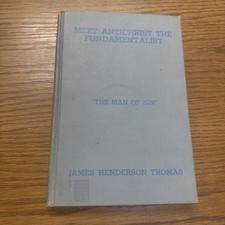 MEET ANTICHRIST THE
FUNDAMENTALIST
"THE MAN OF SIN"
JAMES HENDERSON THOMAS